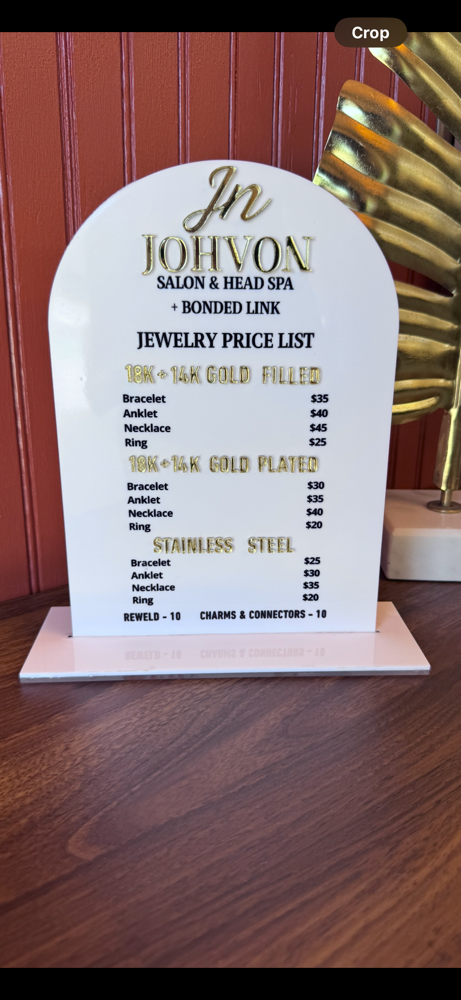 Crop
Jn
JOHVON
SALON & HEAD SPA
+ BONDED LINK
JEWELRY PRICE LIST
18K + 14K GOLD FILLED
Bracelet $35
Anklet $40
Necklace $45
Ring $25
18K + 14K GOLD PLATED
Bracelet $30
Anklet $35
Necklace $40
Ring $20
STAINLESS STEEL
Bracelet $25
Anklet $30
Necklace $35
Ring $20
REWELD - 10 CHARMS & CONNECTORS - 10